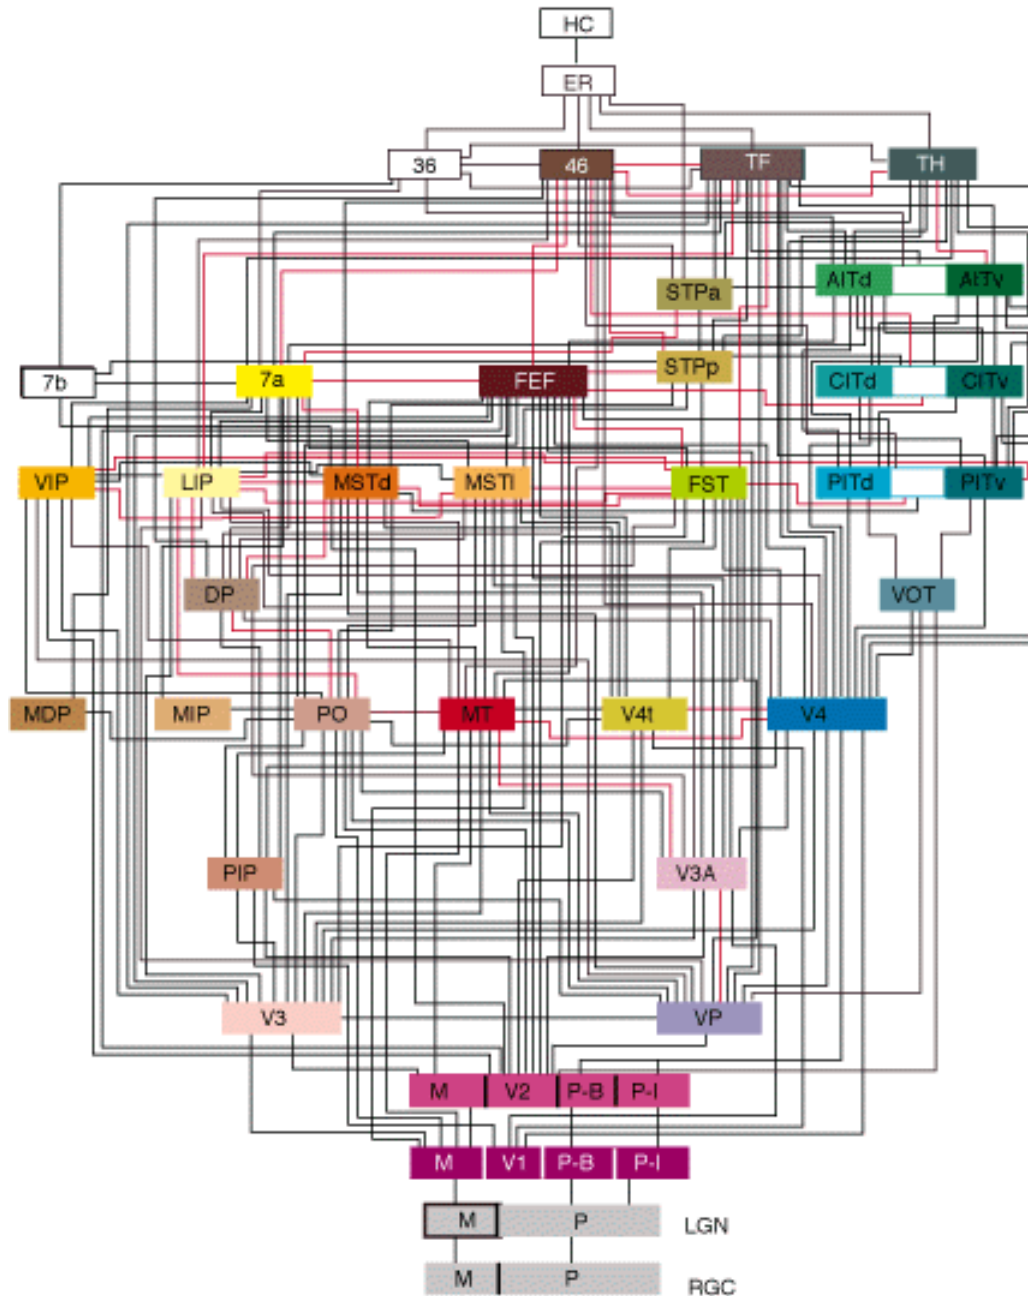 HC
ER
36 46 TF TH
STPa AITd AITv
7b 7a FEF STPp CITd CITv
VIP LIP MSTd MSTl FST PITd PITv
DP VOT
MDP MIP PO MT V4t V4
PIP V3A
V3 VP
M V2 P-B P-I
M V1 P-B P-I
M P LGN
M P RGC